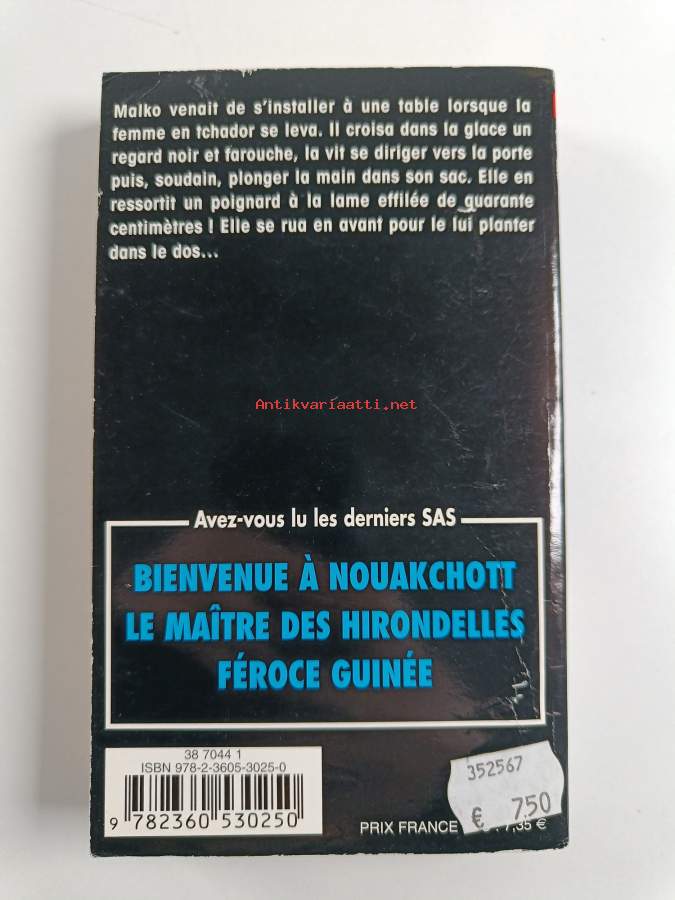 Malko venait de s'installer à une table lorsque la
femme en tchador se leva. Il croisa dans la glace un
regard noir et farouche, la vit se diriger vers la porte
puis, soudain, plonger la main dans son sac. Elle en
ressortit un poignard à la lame effilée de quarante
centimètres ! Elle se rua en avant pour le lui planter
dans le dos...
Antikvariaatti.net
Avez-vous lu les derniers SAS
BIENVENUE À NOUAKCHOTT
LE MAÎTRE DES HIRONDELLES
FÉROCE GUINÉE
38 7044 1
ISBN 978-2-3605-3025-0
9 782360 530250
352567
€ 7.50
PRIX FRANCE 7,35 €